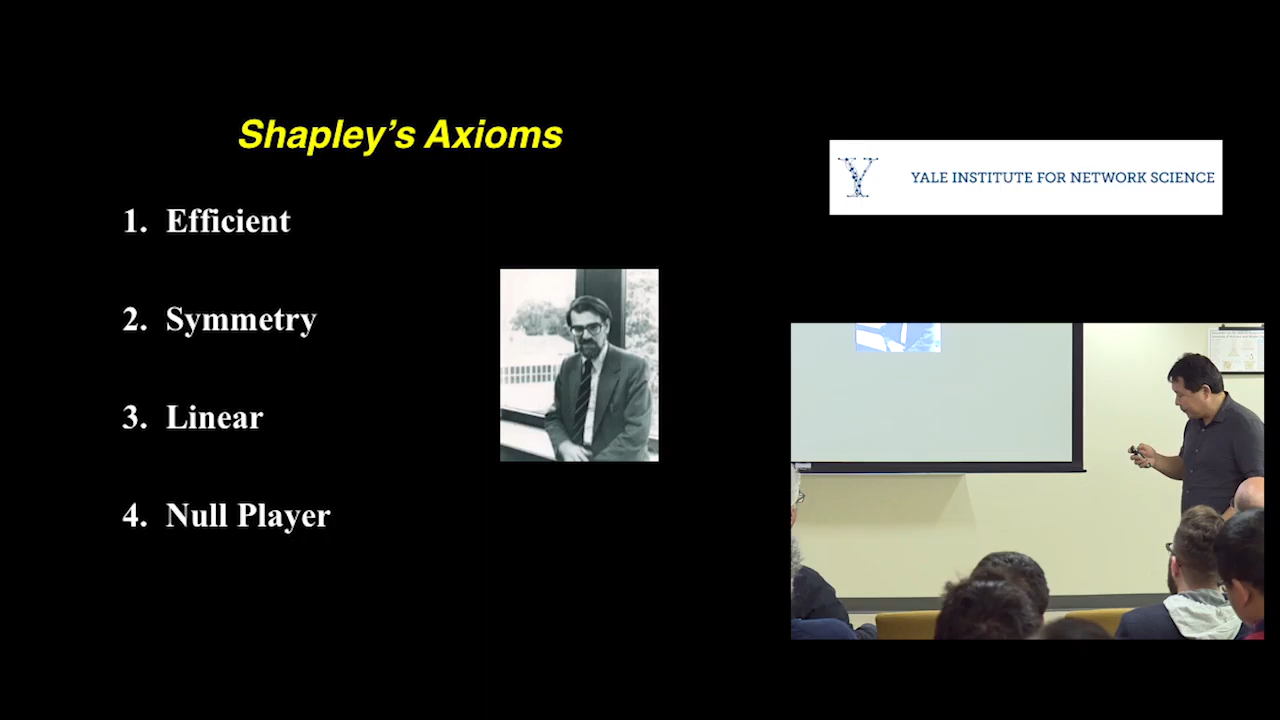 Shapley's Axioms
YALE INSTITUTE FOR NETWORK SCIENCE
1. Efficient
2. Symmetry
3. Linear
4. Null Player